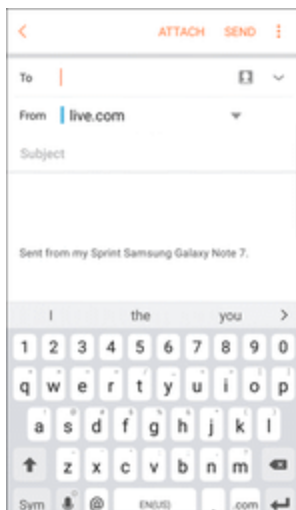 ATTACH SEND
To
From live.com
Subject
Sent from my Sprint Samsung Galaxy Note 7.
I the you >
1 2 3 4 5 6 7 8 9 0
q w e r t y u i o p
a s d f g h j k l
z x c v b n m
Sym @ EN(US) . .com